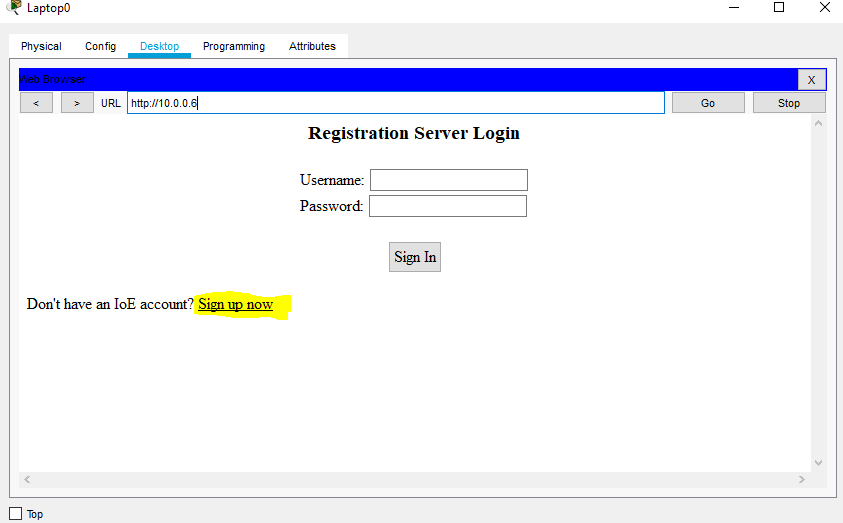 Laptop0
Physical Config Desktop Programming Attributes
Web Browser X
< > URL http://10.0.0.6 Go Stop
Registration Server Login
Username:
Password:
Sign In
Don't have an IoE account? Sign up now
Top